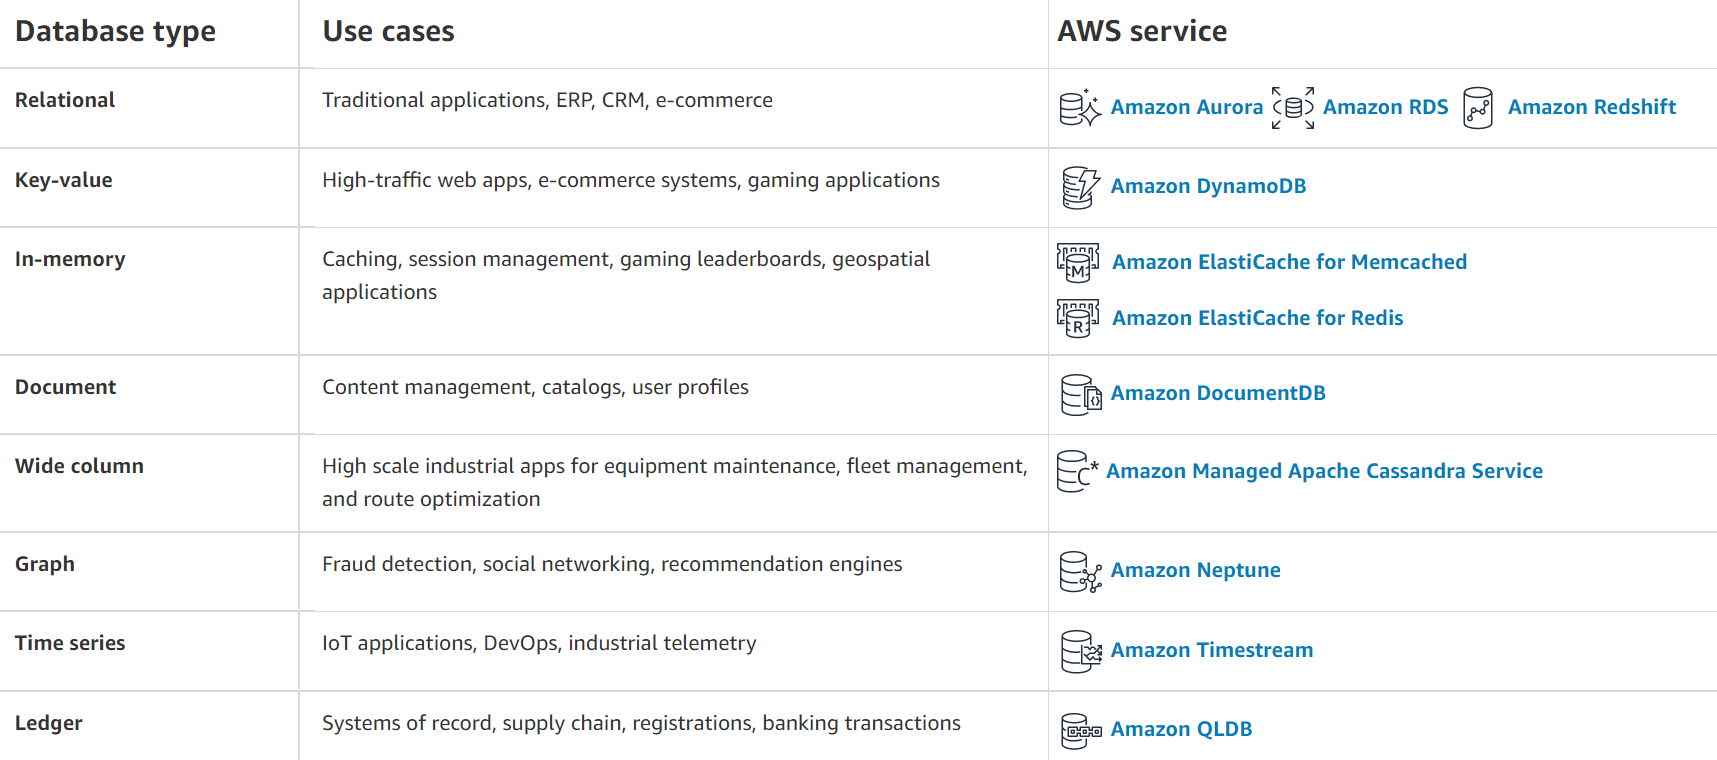 Database type Use cases AWS service
Relational Traditional applications, ERP, CRM, e-commerce Amazon Aurora Amazon RDS Amazon Redshift
Key-value High-traffic web apps, e-commerce systems, gaming applications Amazon DynamoDB
In-memory Caching, session management, gaming leaderboards, geospatial M Amazon ElastiCache for Memcached
applications
R Amazon ElastiCache for Redis
Document Content management, catalogs, user profiles {} Amazon DocumentDB
Wide column High scale industrial apps for equipment maintenance, fleet management, C* Amazon Managed Apache Cassandra Service
and route optimization
Graph Fraud detection, social networking, recommendation engines Amazon Neptune
Time series IoT applications, DevOps, industrial telemetry Amazon Timestream
Ledger Systems of record, supply chain, registrations, banking transactions Amazon QLDB